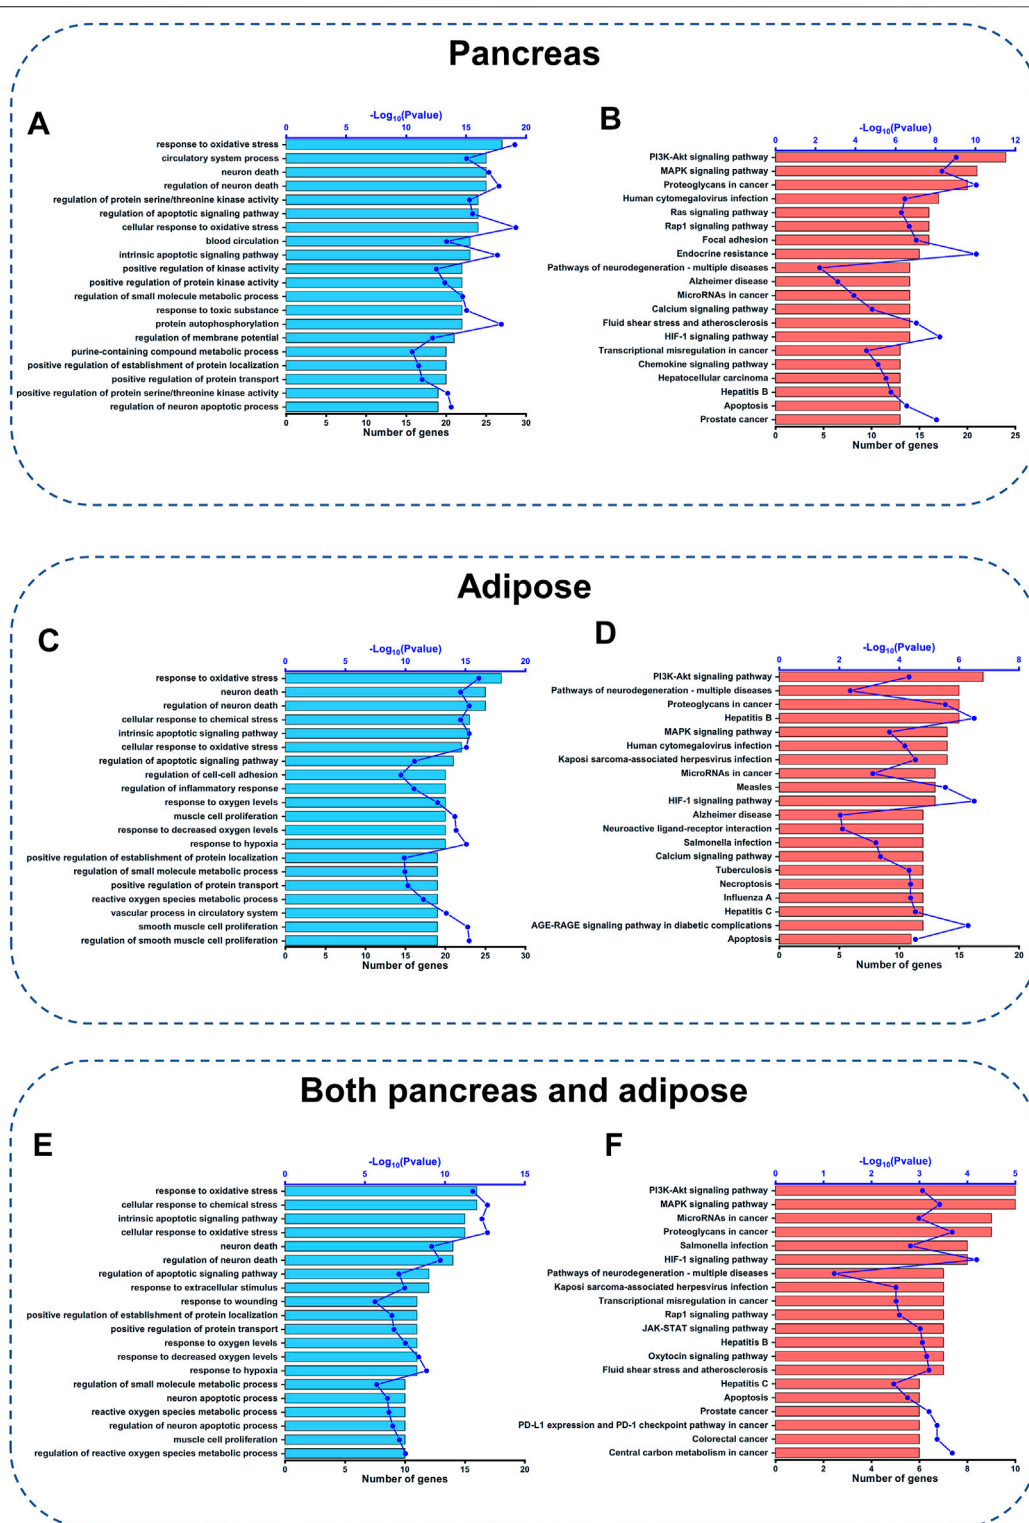 Pancreas
A
-Log10(Pvalue)
0 5 10 15 20
response to oxidative stress
circulatory system process
neuron death
regulation of neuron death
regulation of protein serine/threonine kinase activity
regulation of apoptotic signaling pathway
cellular response to oxidative stress
blood circulation
intrinsic apoptotic signaling pathway
positive regulation of kinase activity
positive regulation of protein kinase activity
regulation of small molecule metabolic process
response to toxic substance
protein autophosphorylation
regulation of membrane potential
purine-containing compound metabolic process
positive regulation of establishment of protein localization
positive regulation of protein transport
positive regulation of protein serine/threonine kinase activity
regulation of neuron apoptotic process
0 5 10 15 20 25 30
Number of genes
B
-Log10(Pvalue)
0 2 4 6 8 10 12
PI3K-Akt signaling pathway
MAPK signaling pathway
Proteoglycans in cancer
Human cytomegalovirus infection
Ras signaling pathway
Rap1 signaling pathway
Focal adhesion
Endocrine resistance
Pathways of neurodegeneration - multiple diseases
Alzheimer disease
MicroRNAs in cancer
Calcium signaling pathway
Fluid shear stress and atherosclerosis
HIF-1 signaling pathway
Transcriptional misregulation in cancer
Chemokine signaling pathway
Hepatocellular carcinoma
Hepatitis B
Apoptosis
Prostate cancer
0 5 10 15 20 25
Number of genes
Adipose
C
-Log10(Pvalue)
0 5 10 15 20
response to oxidative stress
neuron death
regulation of neuron death
cellular response to chemical stress
intrinsic apoptotic signaling pathway
cellular response to oxidative stress
regulation of apoptotic signaling pathway
regulation of cell-cell adhesion
regulation of inflammatory response
response to oxygen levels
muscle cell proliferation
response to decreased oxygen levels
response to hypoxia
positive regulation of establishment of protein localization
regulation of small molecule metabolic process
positive regulation of protein transport
reactive oxygen species metabolic process
vascular process in circulatory system
smooth muscle cell proliferation
regulation of smooth muscle cell proliferation
0 5 10 15 20 25 30
Number of genes
D
-Log10(Pvalue)
0 2 4 6 8
PI3K-Akt signaling pathway
Pathways of neurodegeneration - multiple diseases
Proteoglycans in cancer
Hepatitis B
MAPK signaling pathway
Human cytomegalovirus infection
Kaposi sarcoma-associated herpesvirus infection
MicroRNAs in cancer
Measles
HIF-1 signaling pathway
Alzheimer disease
Neuroactive ligand-receptor interaction
Salmonella infection
Calcium signaling pathway
Tuberculosis
Necroptosis
Influenza A
Hepatitis C
AGE-RAGE signaling pathway in diabetic complications
Apoptosis
0 5 10 15 20
Number of genes
Both pancreas and adipose
E
-Log10(Pvalue)
0 5 10 15
response to oxidative stress
cellular response to chemical stress
intrinsic apoptotic signaling pathway
cellular response to oxidative stress
neuron death
regulation of neuron death
regulation of apoptotic signaling pathway
response to extracellular stimulus
response to wounding
positive regulation of establishment of protein localization
positive regulation of protein transport
response to oxygen levels
response to decreased oxygen levels
response to hypoxia
regulation of small molecule metabolic process
neuron apoptotic process
reactive oxygen species metabolic process
regulation of neuron apoptotic process
muscle cell proliferation
regulation of reactive oxygen species metabolic process
0 5 10 15 20
Number of genes
F
-Log10(Pvalue)
0 1 2 3 4 5
PI3K-Akt signaling pathway
MAPK signaling pathway
MicroRNAs in cancer
Proteoglycans in cancer
Salmonella infection
HIF-1 signaling pathway
Pathways of neurodegeneration - multiple diseases
Kaposi sarcoma-associated herpesvirus infection
Transcriptional misregulation in cancer
Rap1 signaling pathway
JAK-STAT signaling pathway
Hepatitis B
Oxytocin signaling pathway
Fluid shear stress and atherosclerosis
Hepatitis C
Apoptosis
Prostate cancer
PD-L1 expression and PD-1 checkpoint pathway in cancer
Colorectal cancer
Central carbon metabolism in cancer
0 2 4 6 8 10
Number of genes